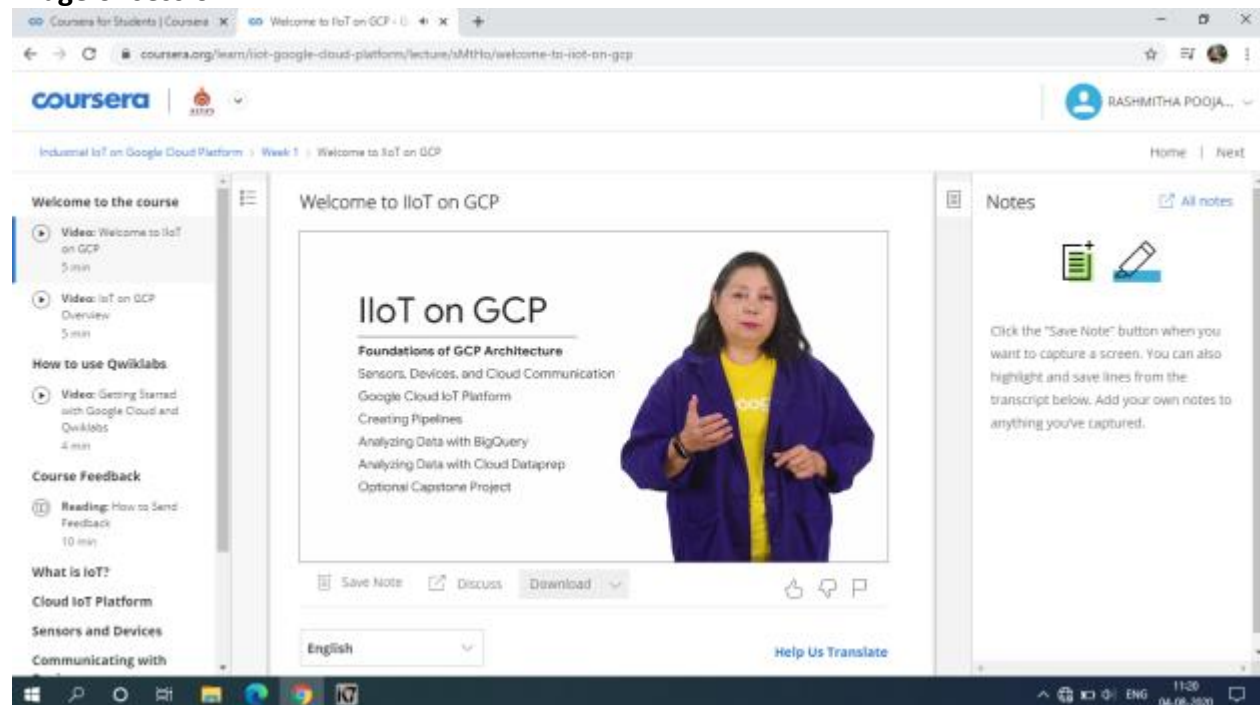 Coursera for Students | Coursera
Welcome to IIoT on GCP - 
coursera.org/learn/iiot-google-cloud-platform/lecture/sMtHo/welcome-to-iiot-on-gcp
coursera
RASHMITHA POOJA...
Industrial IoT on Google Cloud Platform > Week 1 > Welcome to IIoT on GCP
Home | Next
Welcome to the course
Video: Welcome to IIoT
on GCP
5 min
Video: IoT on GCP
Overview
5 min
How to use Qwiklabs
Video: Getting Started
with Google Cloud and
Qwiklabs
4 min
Course Feedback
Reading: How to Send
Feedback
10 min
What is IoT?
Cloud IoT Platform
Sensors and Devices
Communicating with
Welcome to IIoT on GCP
IIoT on GCP
Foundations of GCP Architecture
Sensors, Devices, and Cloud Communication
Google Cloud IoT Platform
Creating Pipelines
Analyzing Data with BigQuery
Analyzing Data with Cloud Dataprep
Optional Capstone Project
Save Note
Discuss
Download
English
Help Us Translate
Notes
All notes
Click the "Save Note" button when you
want to capture a screen. You can also
highlight and save lines from the
transcript below. Add your own notes to
anything you've captured.
K7
ENG
11:20
04-08-2020